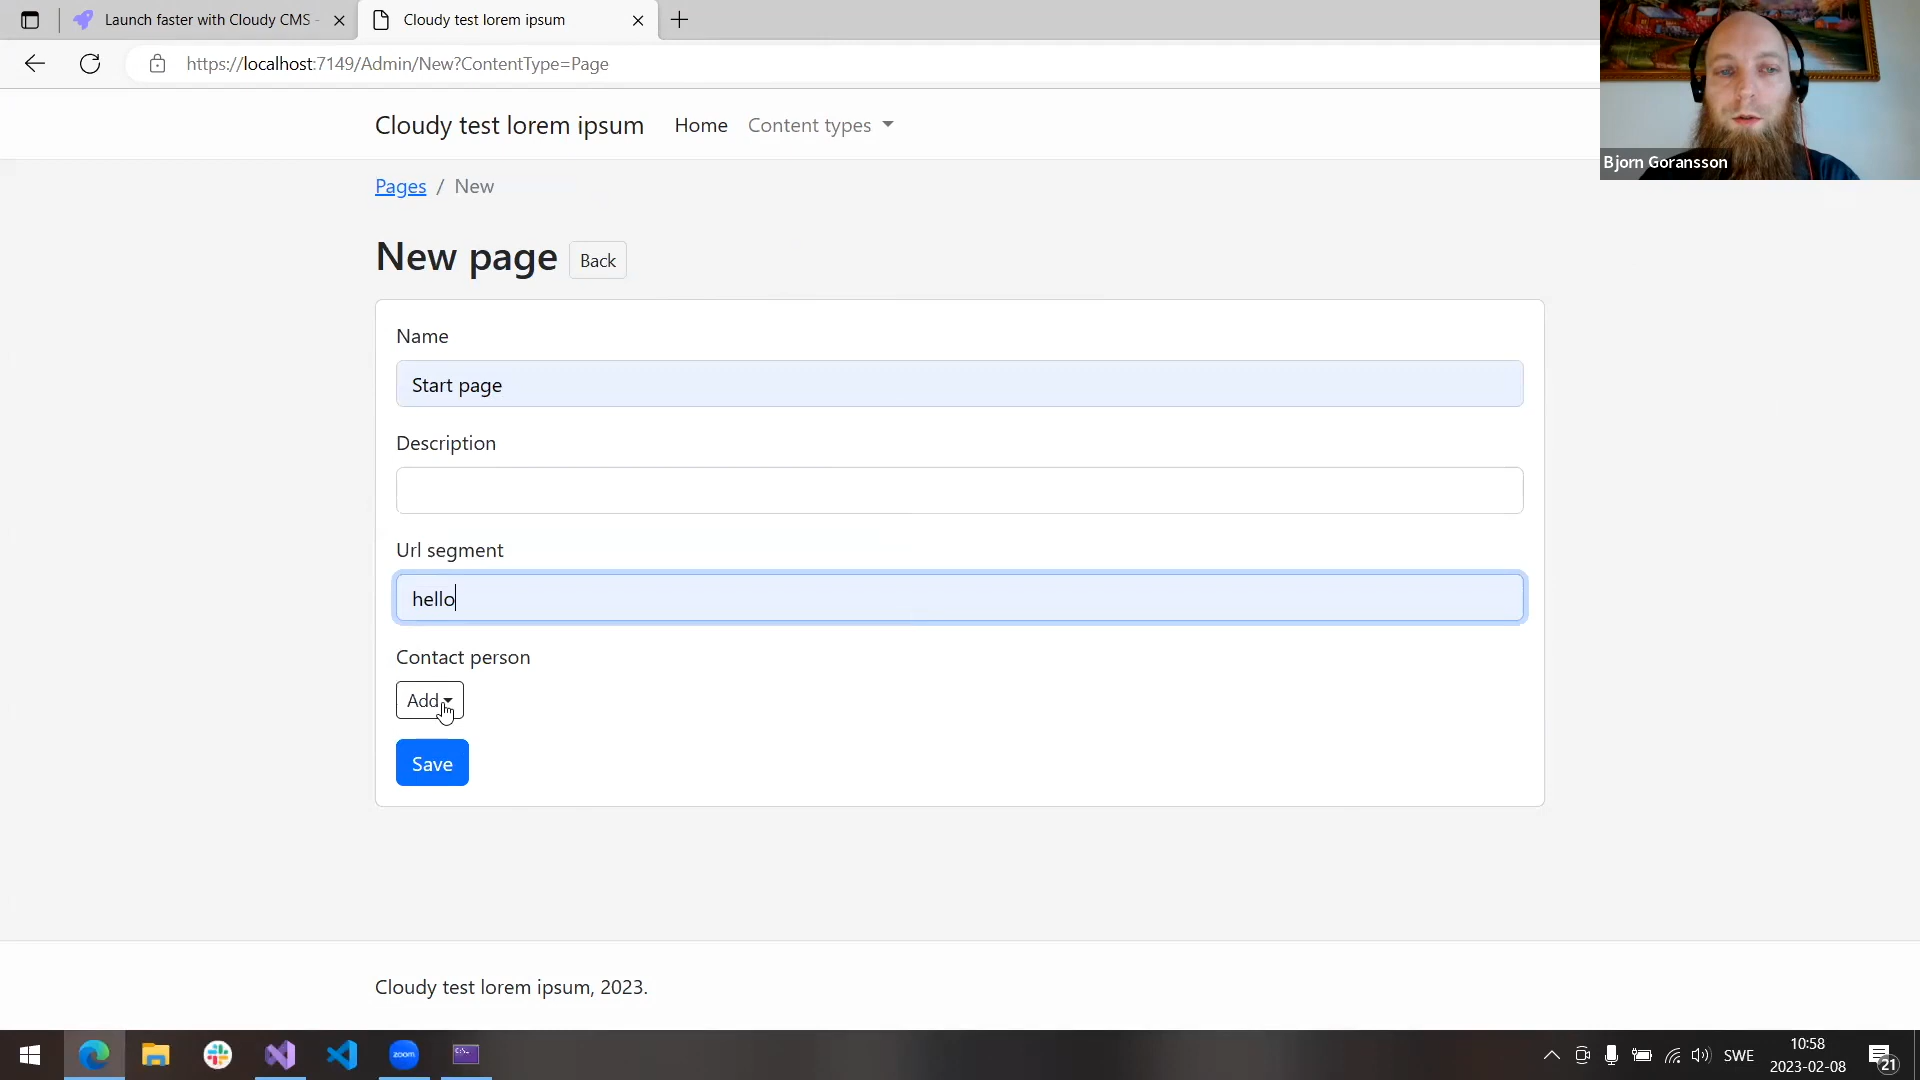 Launch faster with Cloudy CMS -
Cloudy test lorem ipsum
https://localhost:7149/Admin/New?ContentType=Page
Bjorn Goransson
Cloudy test lorem ipsum
Home
Content types
Pages / New
New page
Back
Name
Start page
Description
Url segment
hello
Contact person
Add
Save
Cloudy test lorem ipsum, 2023.
zoom
C:\.
SWE
10:58
2023-02-08
21